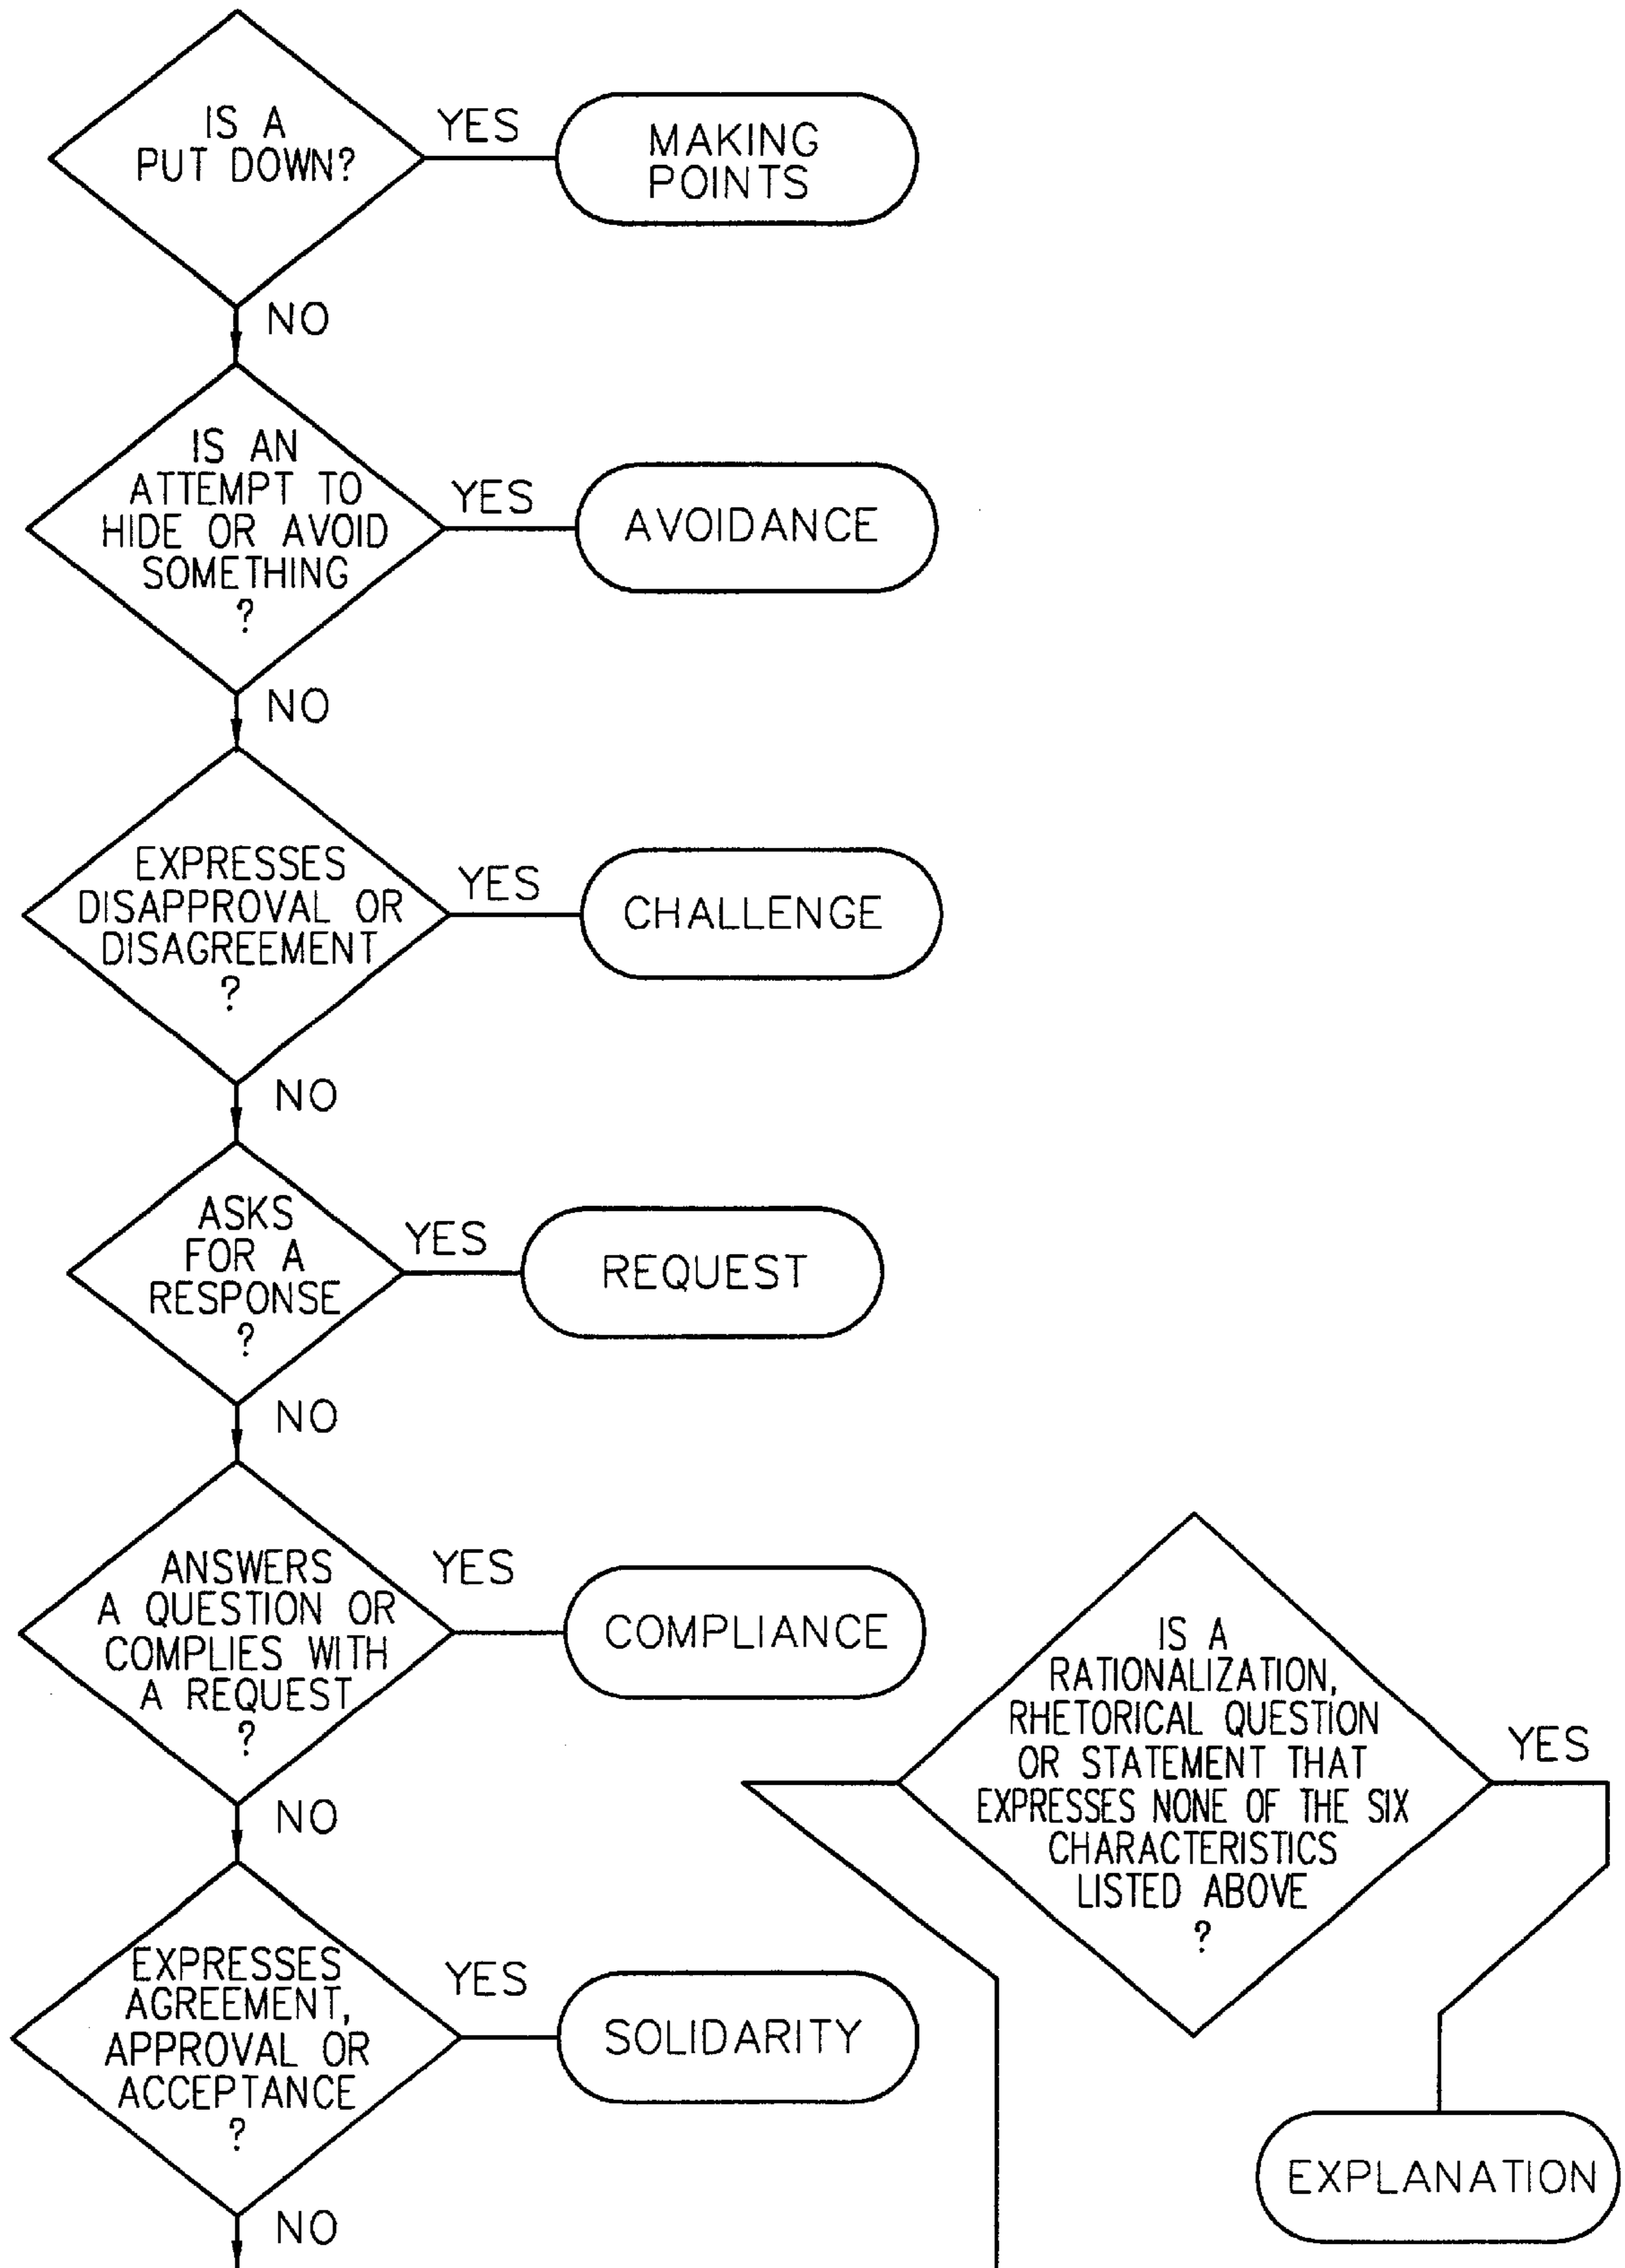 IS A
PUT DOWN?
YES
MAKING
POINTS
NO
IS AN
ATTEMPT TO
HIDE OR AVOID
SOMETHING
?
YES
AVOIDANCE
NO
EXPRESSES
DISAPPROVAL OR
DISAGREEMENT
?
YES
CHALLENGE
NO
ASKS
FOR A
RESPONSE
?
YES
REQUEST
NO
ANSWERS
A QUESTION OR
COMPLIES WITH
A REQUEST
?
YES
COMPLIANCE
NO
EXPRESSES
AGREEMENT,
APPROVAL OR
ACCEPTANCE
?
YES
SOLIDARITY
NO
IS A
RATIONALIZATION,
RHETORICAL QUESTION
OR STATEMENT THAT
EXPRESSES NONE OF THE SIX
CHARACTERISTICS
LISTED ABOVE
?
YES
EXPLANATION